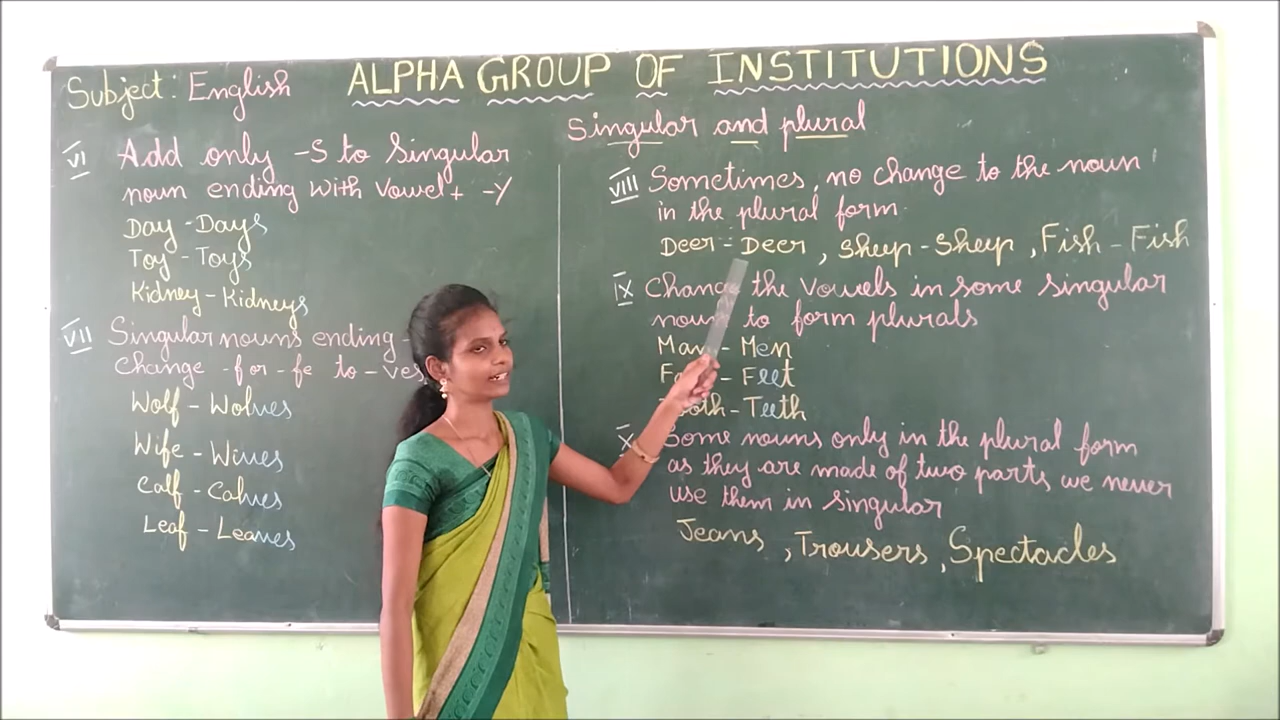 Subject: English
ALPHA GROUP OF INSTITUTIONS
Singular and plural
VI Add only -S to Singular
noun ending with Vowel + -Y
Day - Days
Toy - Toys
Kidney - Kidneys
VII Singular nouns ending -
change -f or -fe to -ves
Wolf - Wolves
Wife - Wives
Calf - Calves
Leaf - Leaves
VIII Sometimes, no change to the noun
in the plural form.
Deer - Deer, Sheep - Sheep, Fish - Fish
IX Change the Vowels in some singular
noun to form plurals
Man - Men
- Feet
Tooth - Teeth
X Some nouns only in the plural form
as they are made of two parts, we never
use them in singular
Jeans, Trousers, Spectacles